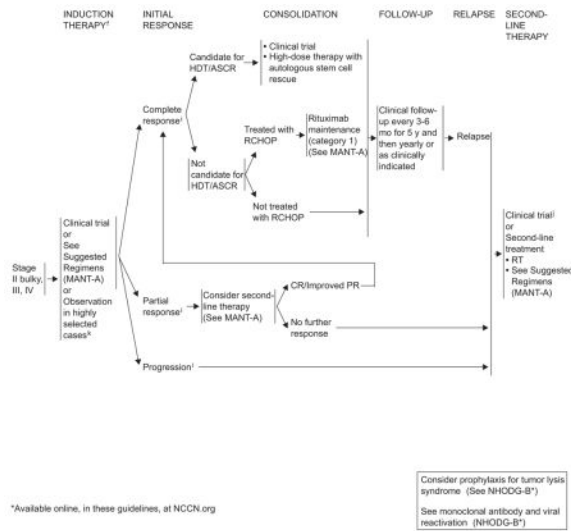 INDUCTION
THERAPY†
INITIAL
RESPONSE
CONSOLIDATION
FOLLOW-UP
RELAPSE
SECOND-
LINE
THERAPY
Candidate for
HDT/ASCR
• Clinical trial
• High-dose therapy with
autologous stem cell
rescue
Complete
response
Not
candidate for
HDT/ASCR
Treated with
RCHOP
Rituximab
maintenance
(category 1)
(See MANT-A)
Clinical follow-
up every 3-6
mo for 5 y and
then yearly or
as clinically
indicated
Relapse
Not treated
with RCHOP
Stage
II bulky,
III, IV
Clinical trial
or
See
Suggested
Regimens
(MANT-A)
or
Observation
in highly
selected
cases
Partial
response
Consider second-
line therapy
(See MANT-A)
CR/Improved PR
No further
response
Progression
Clinical trial
or
Second-line
treatment
• RT
• See Suggested
Regimens
(MANT-A)
*Available online, in these guidelines, at NCCN.org
Consider prophylaxis for tumor lysis
syndrome (See NHODG-B*)
See monoclonal antibody and viral
reactivation (NHODG-B*)